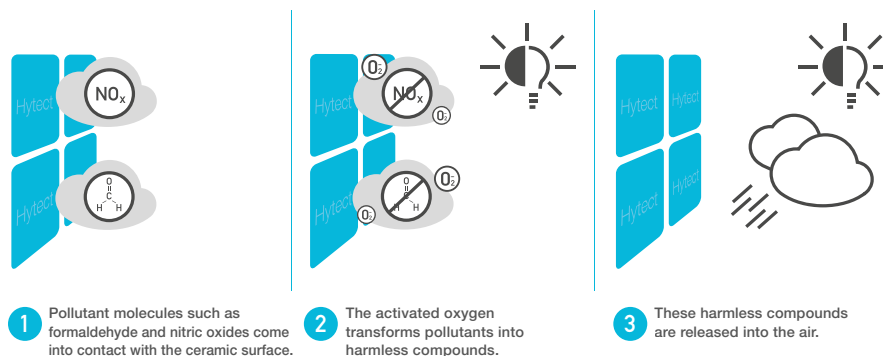 Hytect
Hytect
NOx
Hytect
O
C
H H
O₂⁻
Hytect
Hytect
NOx
O₂⁻
O₂⁻
Hytect
O
C
H H
O₂⁻
Hytect
Hytect
Hytect
Hytect
1
Pollutant molecules such as
formaldehyde and nitric oxides come
into contact with the ceramic surface.
2
The activated oxygen
transforms pollutants into
harmless compounds.
3
These harmless compounds
are released into the air.